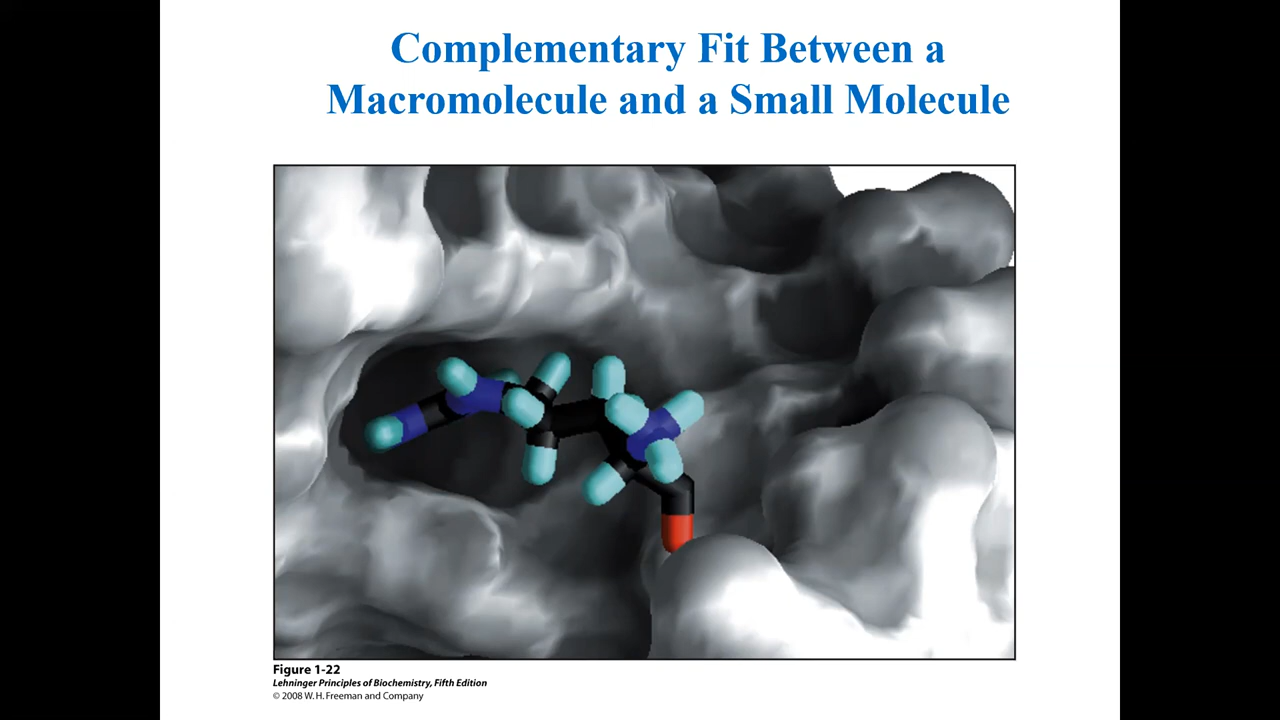 Complementary Fit Between a
Macromolecule and a Small Molecule
Figure 1-22
Lehninger Principles of Biochemistry, Fifth Edition
© 2008 W. H. Freeman and Company